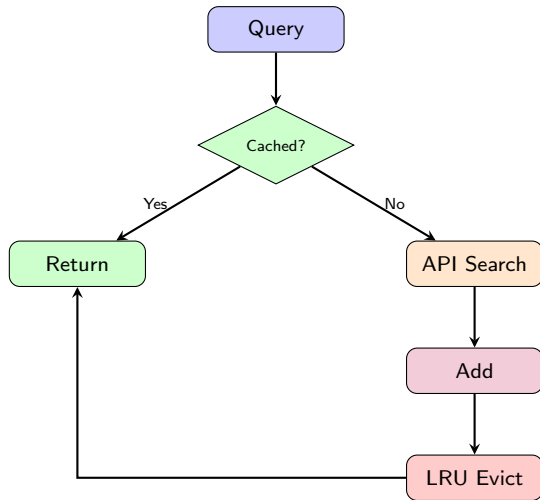 Query
Cached?
Yes
No
Return
API Search
Add
LRU Evict